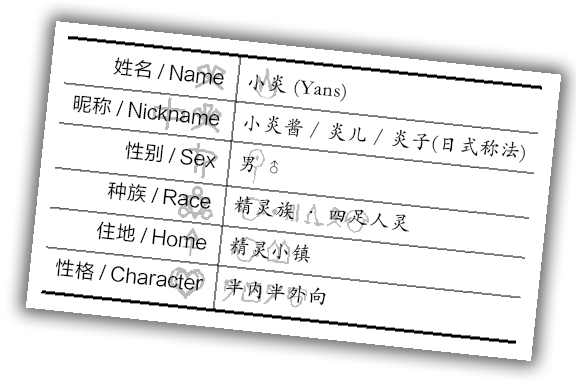 姓名 / Name 小炎 (Yans)
昵称 / Nickname 小炎酱 / 炎儿 / 炎子(日式称法)
性别 / Sex 男 ♂
种族 / Race 精灵族 · 四足人灵
住地 / Home 精灵小镇
性格 / Character 半内半外向